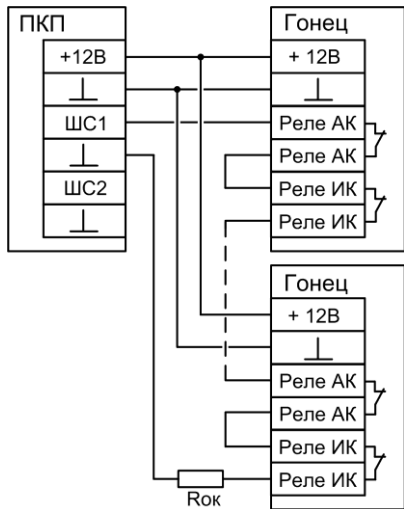 ПКП
+12В
ШС1
ШС2
Гонец
+ 12В
Реле АК
Реле АК
Реле ИК
Реле ИК
Гонец
+ 12В
Реле АК
Реле АК
Реле ИК
Реле ИК
Rок